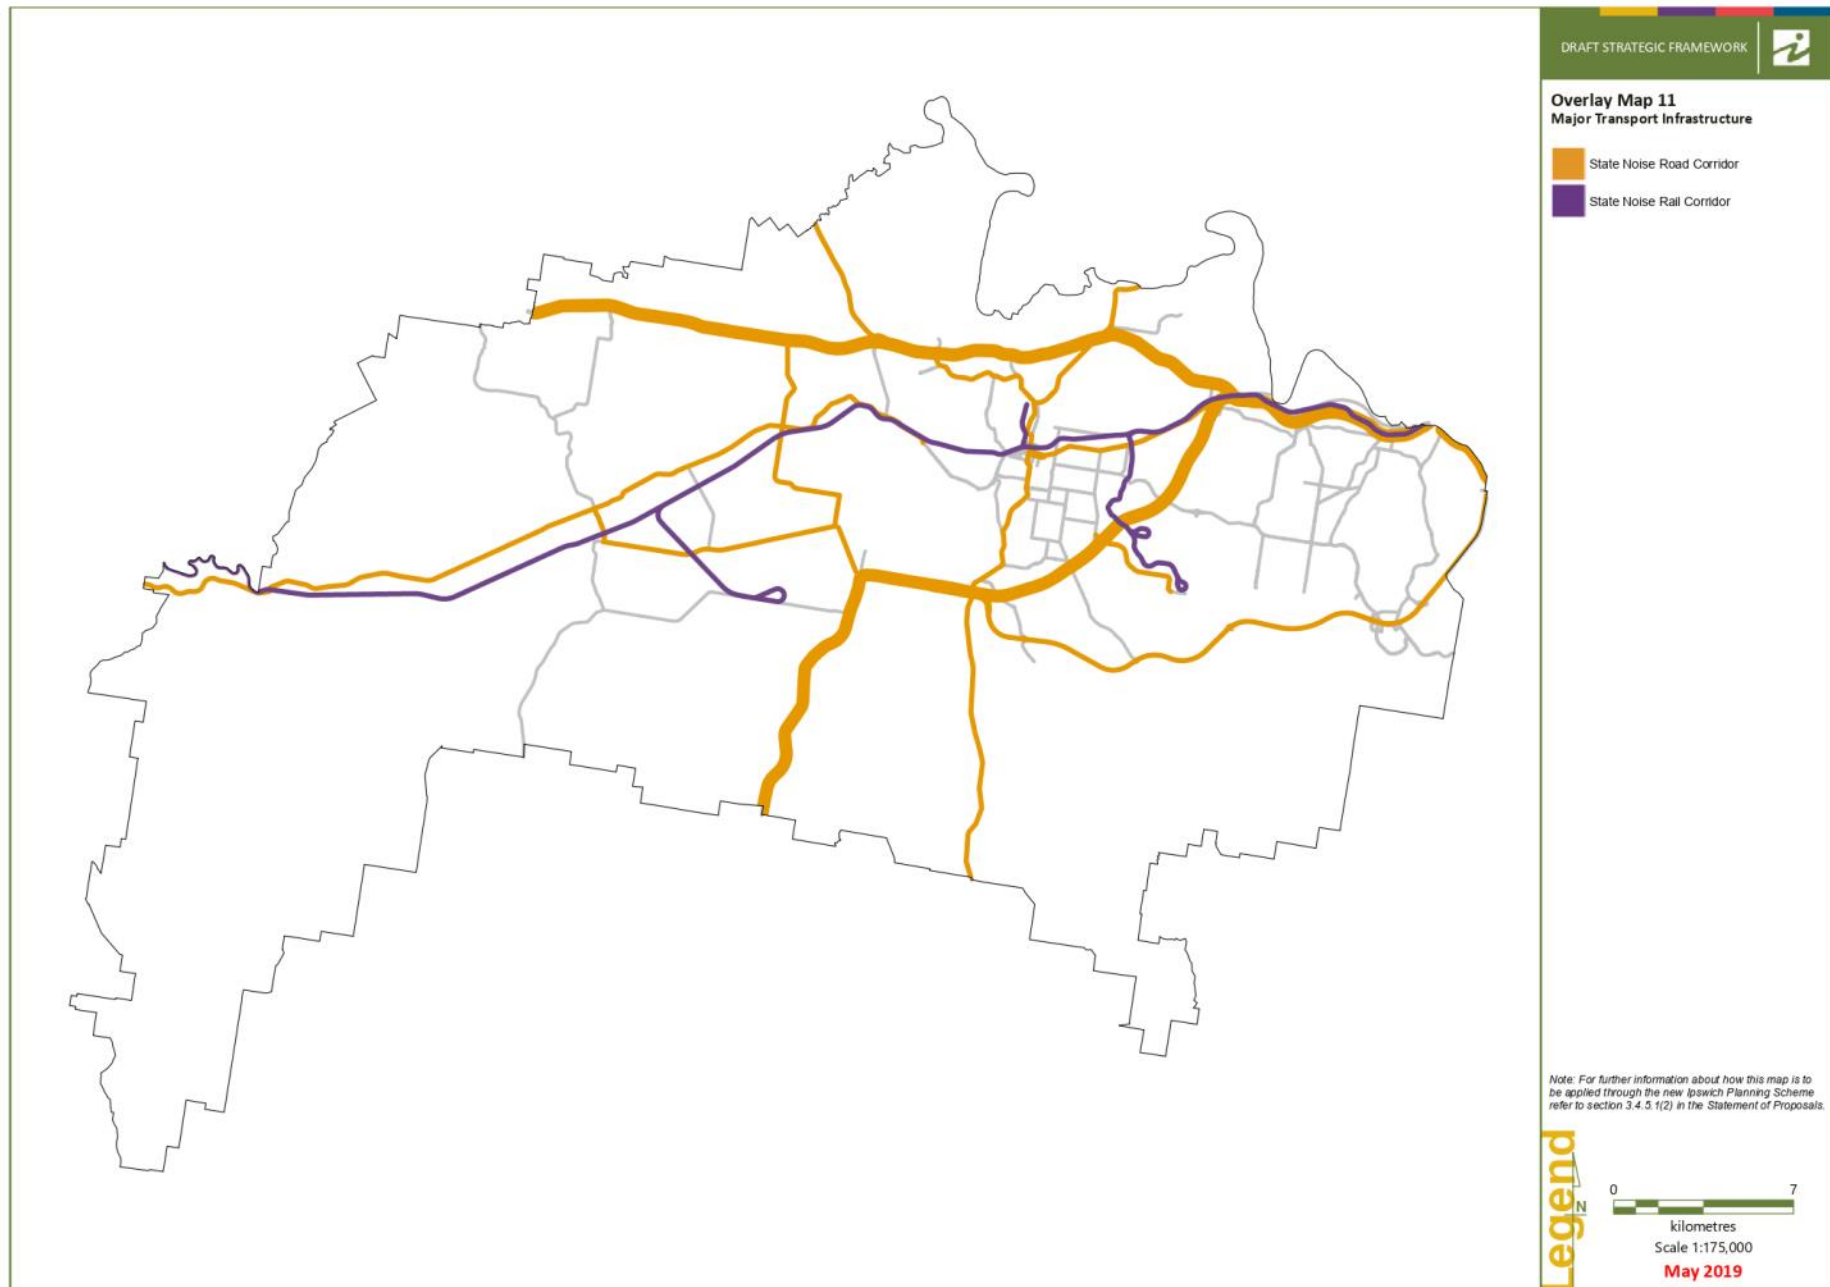 DRAFT STRATEGIC FRAMEWORK
Overlay Map 11
Major Transport Infrastructure
State Noise Road Corridor
State Noise Rail Corridor
Note: For further information about how this map is to
be applied through the new Ipswich Planning Scheme
refer to section 3.4.5.1(2) in the Statement of Proposals.
Legend
N
0 7
kilometres
Scale 1:175,000
May 2019